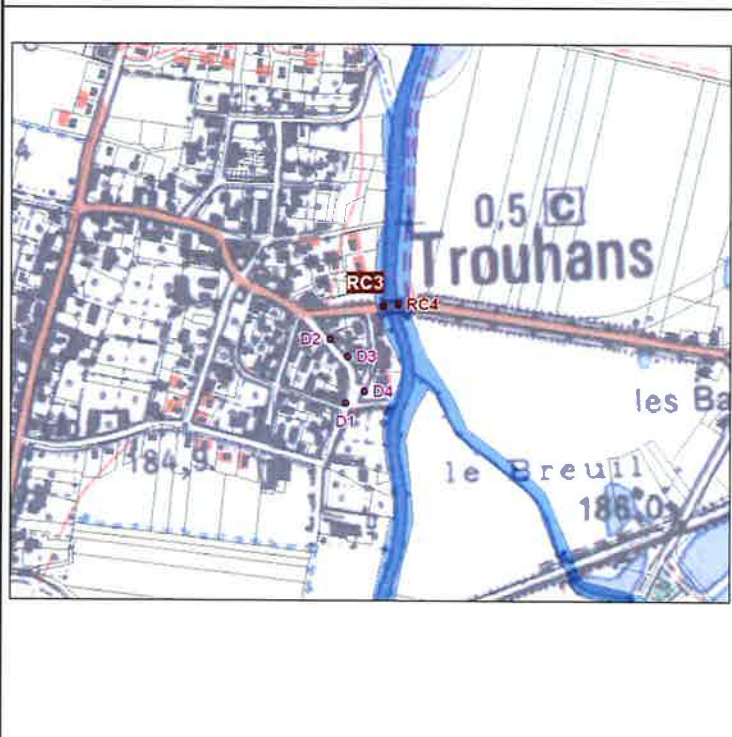 0,5 C
Trouhans
RC3
RC4
D2
D3
D4
D1
les Ba
184,9
le Breuil
186.0